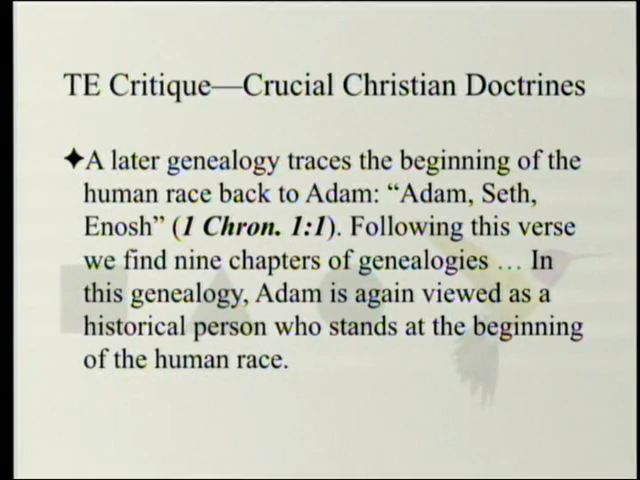 TE Critique—Crucial Christian Doctrines
✦A later genealogy traces the beginning of the
human race back to Adam: “Adam, Seth,
Enosh” (1 Chron. 1:1). Following this verse
we find nine chapters of genealogies … In
this genealogy, Adam is again viewed as a
historical person who stands at the beginning
of the human race.